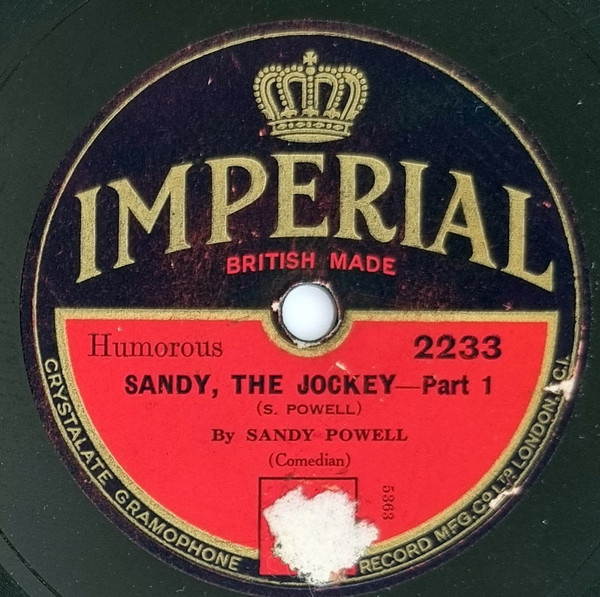 IMPERIAL
BRITISH MADE
Humorous 2233
SANDY, THE JOCKEY—Part 1
(S. POWELL)
By SANDY POWELL
(Comedian)
5363
CRYSTALATE GRAMOPHONE RECORD MFG. CO LTD LONDON.